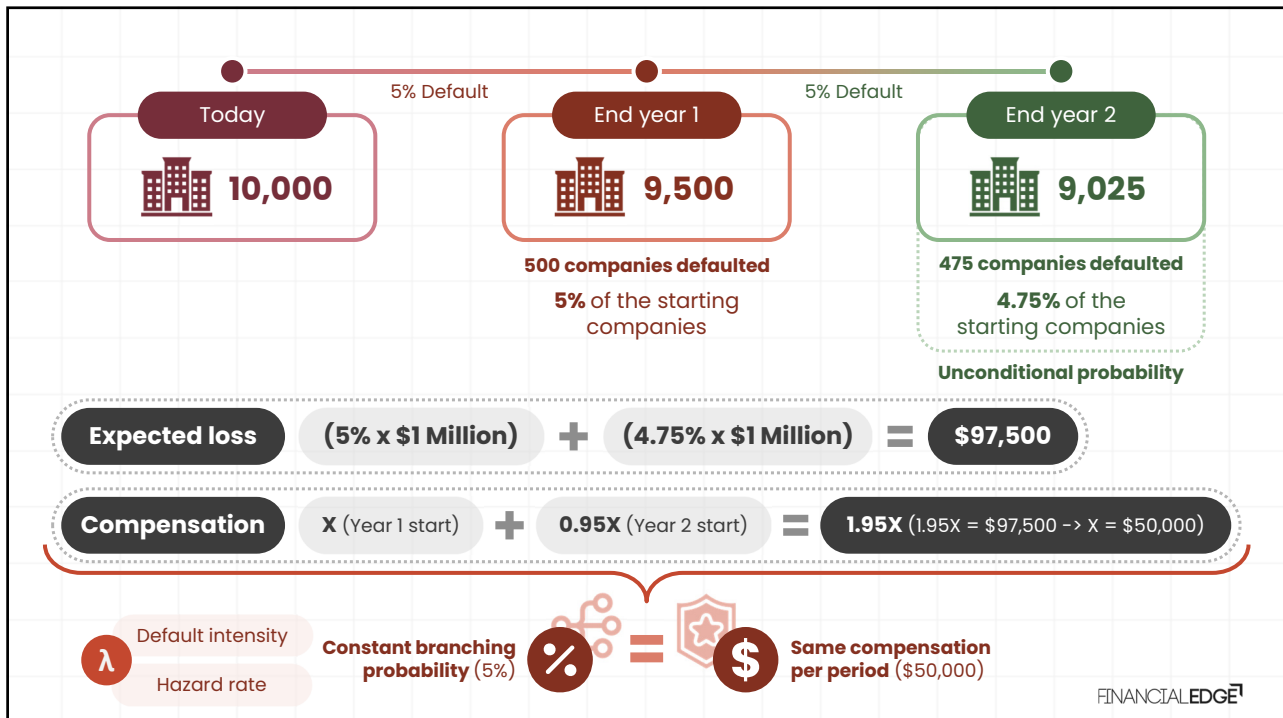 5% Default
5% Default
Today
End year 1
End year 2
10,000
9,500
9,025
500 companies defaulted
5% of the starting
companies
475 companies defaulted
4.75% of the
starting companies
Unconditional probability
Expected loss (5% x $1 Million) + (4.75% x $1 Million) = $97,500
Compensation X (Year 1 start) + 0.95X (Year 2 start) = 1.95X (1.95X = $97,500 -> X = $50,000)
λ
Default intensity
Hazard rate
Constant branching
probability (5%)
%
=
$
Same compensation
per period ($50,000)
FINANCIALEDGE